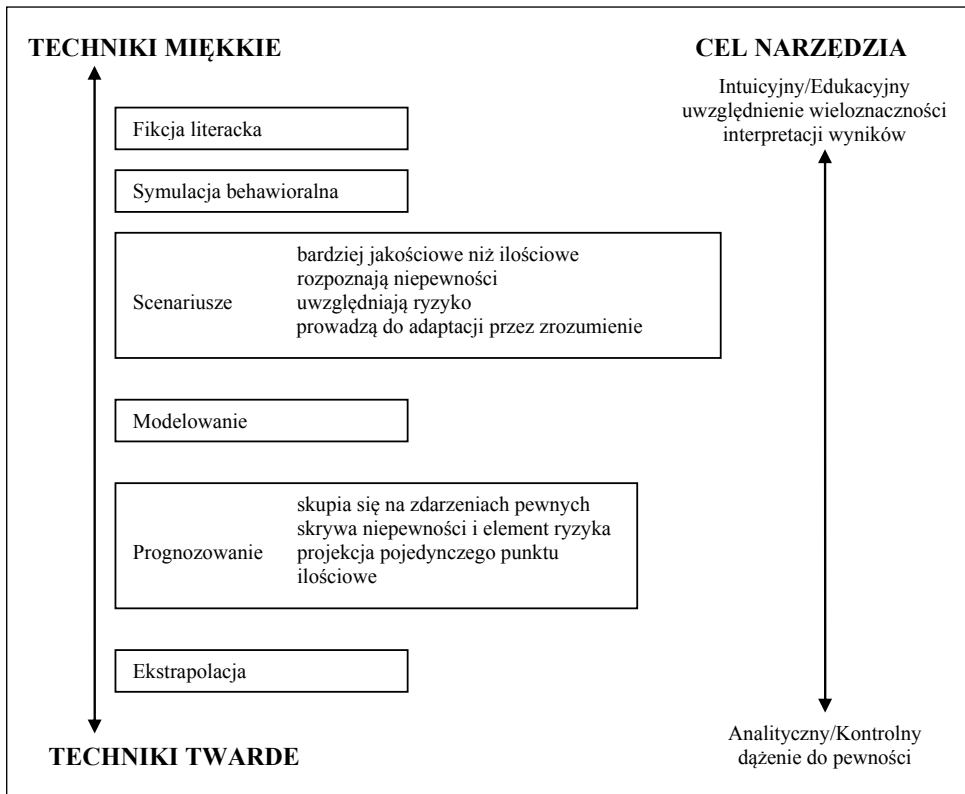 TECHNIKI MIĘKKIE
CEL NARZĘDZIA
Intuicyjny/Edukacyjny
uwzględnienie wieloznaczności
interpretacji wyników
Fikcja literacka
Symulacja behawioralna
Scenariusze
bardziej jakościowe niż ilościowe
rozpoznają niepewności
uwzględniają ryzyko
prowadzą do adaptacji przez zrozumienie
Modelowanie
Prognozowanie
skupia się na zdarzeniach pewnych
skrywa niepewności i element ryzyka
projekcja pojedynczego punktu
ilościowe
Ekstrapolacja
TECHNIKI TWARDE
Analityczny/Kontrolny
dążenie do pewności